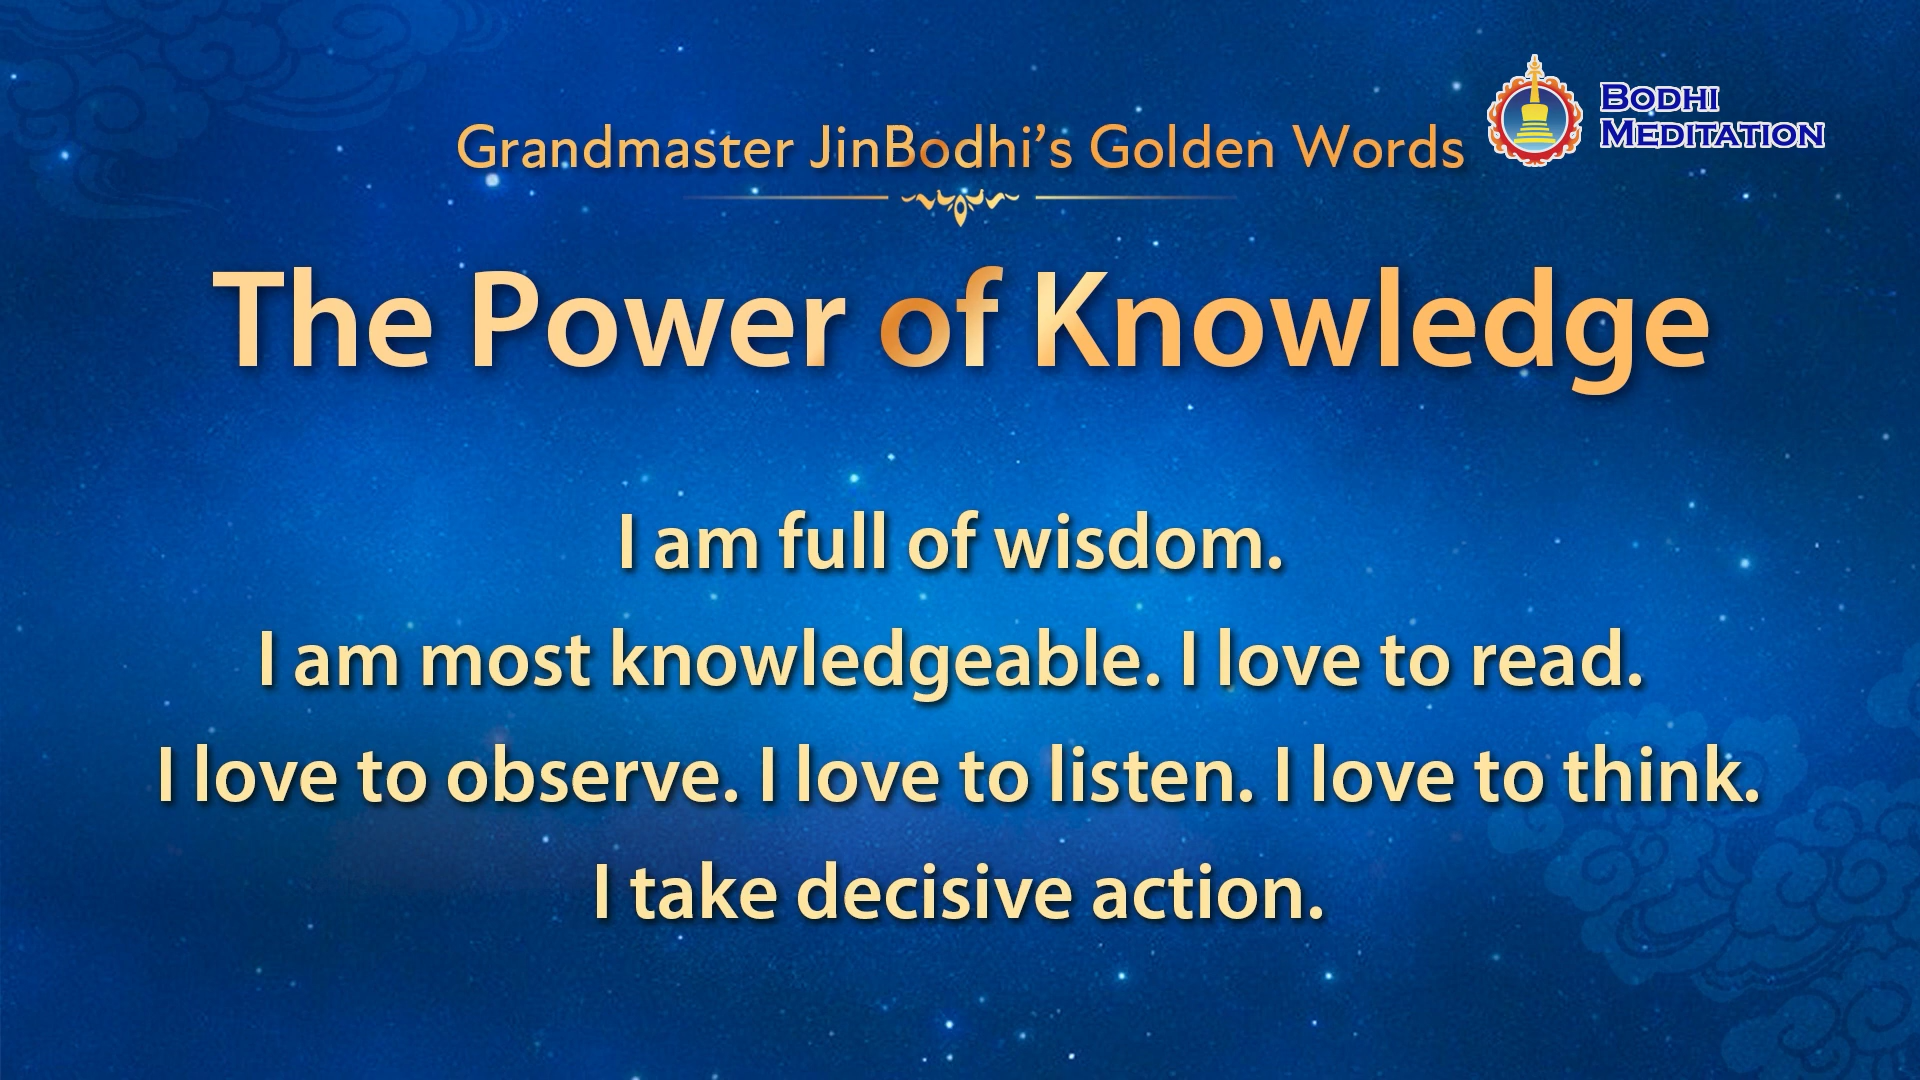 Grandmaster JinBodhi’s Golden Words
BODHI
MEDITATION
The Power of Knowledge
I am full of wisdom.
I am most knowledgeable. I love to read.
I love to observe. I love to listen. I love to think.
I take decisive action.